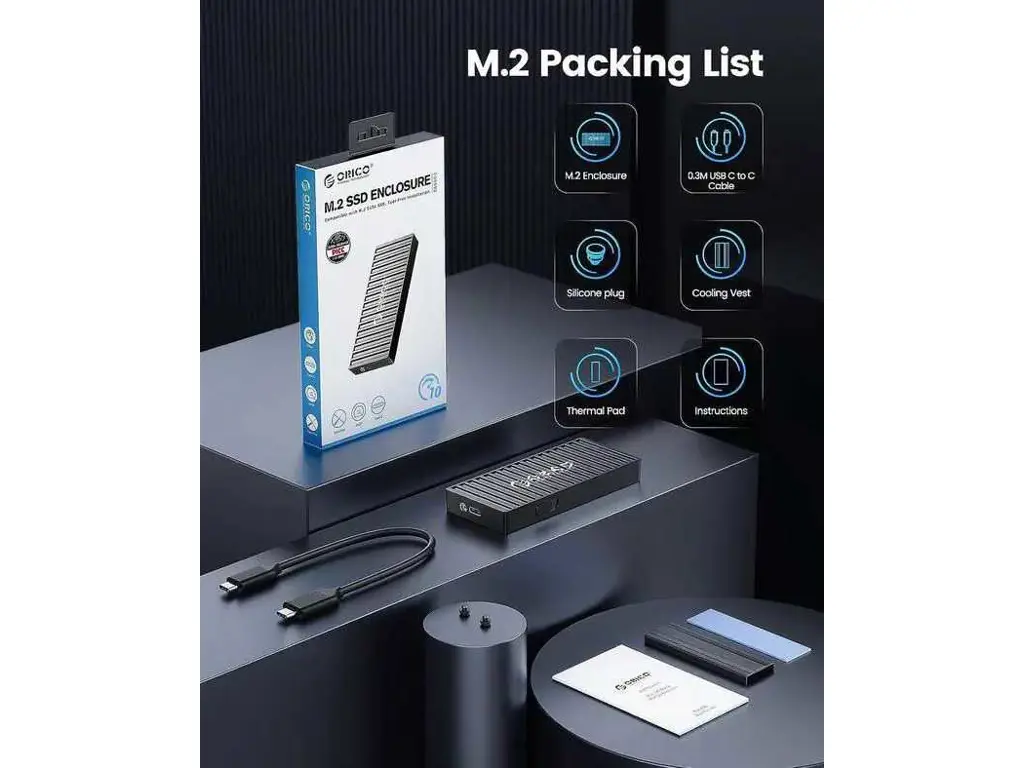 M.2 Packing List
M.2 Enclosure
0.3M USB C to C
Cable
Silicone plug
Cooling Vest
Thermal Pad
Instructions
ORICO
ORICO
M.2 SSD ENCLOSURE
10
ORICO